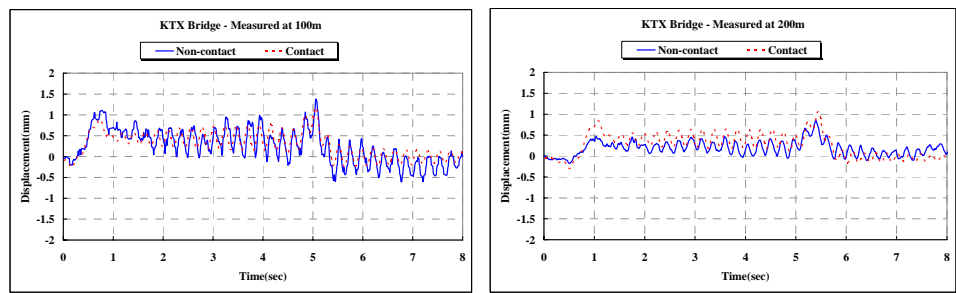 KTX Bridge - Measured at 100m
Non-contact Contact
Displacement(mm)
2
1.5
1
0.5
0
0.5
1
-1.5
-2
0 1 2 3 4 5 6 7 8
Time(sec)
KTX Bridge - Measured at 200m
Non-contact Contact
Displacement(mm)
2
1.5
1
0.5
0
0.5
1
-1.5
-2
0 1 2 3 4 5 6 7 8
Time(sec)